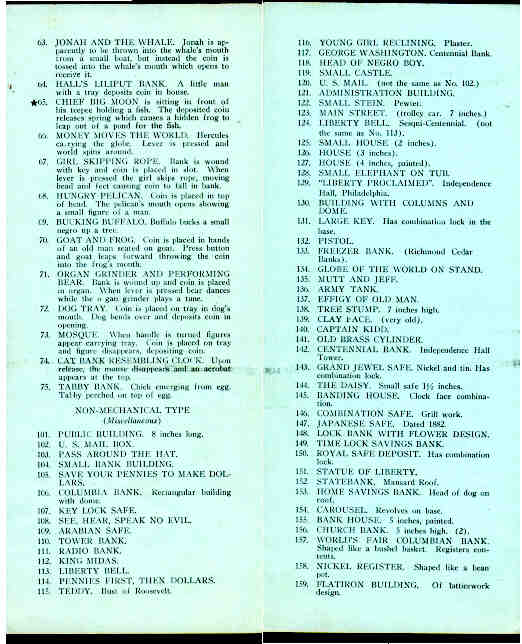 63. JONAH AND THE WHALE. Jonah is ap-
parently to be thrown into the whale's mouth
from a small boat, but instead the coin is
tossed into the whale's mouth which opens to
receive it.
64. HALL'S LILIPUT BANK. A little man
with a tray deposits coin in house.
★65. CHIEF BIG MOON is sitting in front of
his teepee holding a fish. The deposited coin
releases spring which causes a hidden frog to
leap out of a pond for the fish.
66. MONEY MOVES THE WORLD. Hercules
carrying the globe. Lever is pressed and
world spins around.
67. GIRL SKIPPING ROPE. Bank is wound
with key and coin is placed in slot. When
lever is pressed the girl skips rope, moving
head and feet causing coin to fall in bank.
68. HUNGRY PELICAN. Coin is placed in top
of head. The pelican's mouth opens showing
a small figure of a man.
69. BUCKING BUFFALO. Buffalo bucks a small
negro up a tree.
70. GOAT AND FROG. Coin is placed in hands
of an old man seated on goat. Press button
and goat leaps forward throwing the coin
into the frog's mouth.
71. ORGAN GRINDER AND PERFORMING
BEAR. Bank is wound up and coin is placed
in organ. When lever is pressed bear dances
while the organ grinder plays a tune.
72. DOG TRAY. Coin is placed on tray in dog's
mouth. Dog bends over and deposits coin in
opening.
73. MOSQUE. When handle is turned figures
appear carrying tray. Coin is placed on tray
and figure disappears, depositing coin.
74. CAT BANK RESEMBLING CLOCK. Upon
release, the mouse disappears and an acrobat
appears at the top.
75. TABBY BANK. Chick emerging from egg.
Tabby perched on top of egg.
NON-MECHANICAL TYPE
(Miscellaneous)
101. PUBLIC BUILDING. 8 inches long.
102. U. S. MAIL BOX.
103. PASS AROUND THE HAT.
104. SMALL BANK BUILDING.
105. SAVE YOUR PENNIES TO MAKE DOL-
LARS.
106. COLUMBIA BANK. Rectangular building
with dome.
107. KEY LOCK SAFE.
108. SEE, HEAR, SPEAK NO EVIL.
109. ARABIAN SAFE.
110. TOWER BANK.
111. RADIO BANK.
112. KING MIDAS.
113. LIBERTY BELL.
114. PENNIES FIRST, THEN DOLLARS.
115. TEDDY. Bust of Roosevelt.
116. YOUNG GIRL RECLINING. Plaster.
117. GEORGE WASHINGTON. Centennial Bank.
118. HEAD OF NEGRO BOY.
119. SMALL CASTLE.
120. U. S. MAIL. (not the same as No. 102.)
121. ADMINISTRATION BUILDING.
122. SMALL STEIN. Pewter.
123. MAIN STREET. (trolley car. 7 inches.)
124. LIBERTY BELL. Sesqui-Centennial. (not
the same as No. 113).
125. SMALL HOUSE (2 inches).
126. HOUSE (3 inches).
127. HOUSE (4 inches, painted).
128. SMALL ELEPHANT ON TUB.
129. "LIBERTY PROCLAIMED". Independence
Hall, Philadelphia.
130. BUILDING WITH COLUMNS AND
DOME.
131. LARGE KEY. Has combination lock in the
base.
132. PISTOL.
133. FREEZER BANK. (Richmond Cedar
Banks).
134. GLOBE OF THE WORLD ON STAND.
135. MUTT AND JEFF.
136. ARMY TANK.
137. EFFIGY OF OLD MAN.
138. TREE STUMP. 7 inches high.
139. CLAY FACE. (very old).
140. CAPTAIN KIDD.
141. OLD BRASS CYLINDER.
142. CENTENNIAL BANK. Independence Hall
Tower.
143. GRAND JEWEL SAFE. Nickel and tin. Has
combination lock.
144. THE DAISY. Small safe 1½ inches.
145. BANDING HOUSE. Clock face combina-
tion.
146. COMBINATION SAFE. Grill work.
147. JAPANESE SAFE. Dated 1882.
148. LOCK BANK WITH FLOWER DESIGN.
149. TIME LOCK SAVINGS BANK.
150. ROYAL SAFE DEPOSIT. Has combination
lock.
151. STATUE OF LIBERTY.
152. STATEBANK. Mansard Roof.
153. HOME SAVINGS BANK. Head of dog on
roof.
154. CAROUSEL. Revolves on base.
155. BANK HOUSE. 5 inches, painted.
156. CHURCH BANK. 5 inches high. (2).
157. WORLD'S FAIR COLUMBIAN BANK.
Shaped like a bushel basket. Registers con-
tents.
158. NICKEL REGISTER. Shaped like a bean
pot.
159. FLATIRON BUILDING. Of latticework
design.